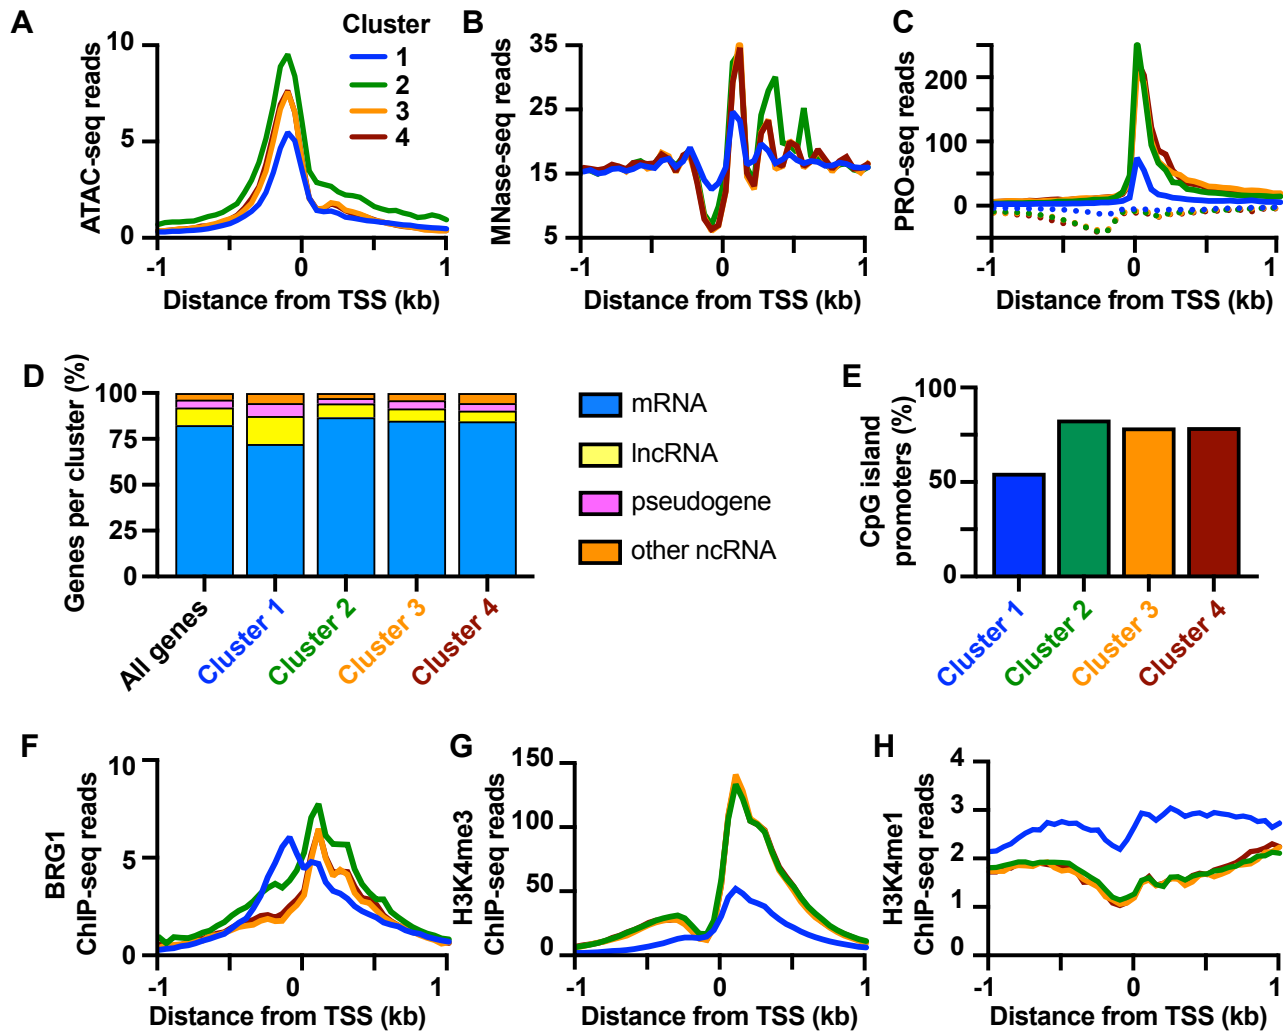 A
ATAC-seq reads
10
5
0
-1
0
1
Distance from TSS (kb)
Cluster
1
2
3
4
B
MNase-seq reads
35
25
15
5
-1
0
1
Distance from TSS (kb)
C
PRO-seq reads
200
100
0
-1
0
1
Distance from TSS (kb)
D
Genes per cluster (%)
100
75
50
25
0
All genes
Cluster 1
Cluster 2
Cluster 3
Cluster 4
mRNA
lncRNA
pseudogene
other ncRNA
E
CpG island
promoters (%)
100
50
0
Cluster 1
Cluster 2
Cluster 3
Cluster 4
F
BRG1
ChIP-seq reads
10
5
0
-1
0
1
Distance from TSS (kb)
G
H3K4me3
ChIP-seq reads
150
100
50
0
-1
0
1
Distance from TSS (kb)
H
H3K4me1
ChIP-seq reads
4
3
2
1
0
-1
0
1
Distance from TSS (kb)